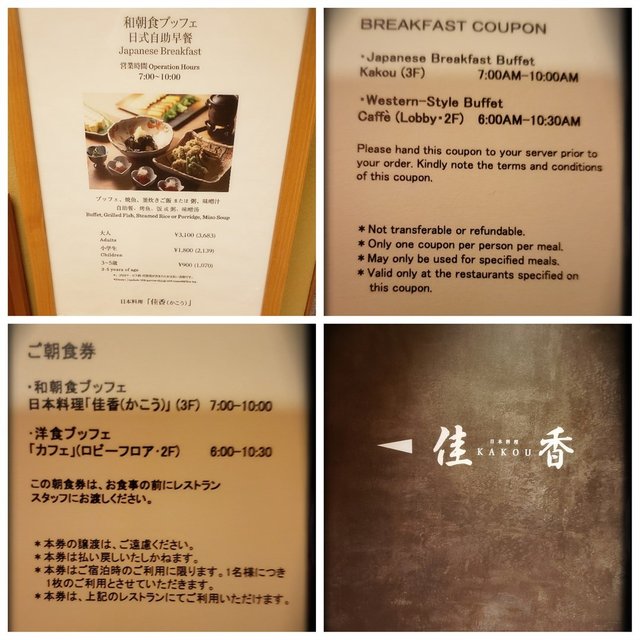 和朝食ブッフェ
日式自助早餐
Japanese Breakfast
営業時間 Operation Hours
7:00~10:00
ブッフェ、焼魚、釜炊きご飯 または 粥、味噌汁
自助餐、烤魚、饭 或 粥、味噌汤
Buffet, Grilled Fish, Steamed Rice or Porridge, Miso Soup
大人
Adults
¥3,100 (3,683)
小学生
Children
¥1,800 (2,139)
3~5歳
3-5 years of age
¥900 (1,070)
日本料理 「佳香(かこう)」
BREAKFAST COUPON
・Japanese Breakfast Buffet
Kakou (3F) 7:00AM-10:00AM
・Western-Style Buffet
Caffè (Lobby・2F) 6:00AM-10:30AM
Please hand this coupon to your server prior to
your order. Kindly note the terms and conditions
of this coupon.
* Not transferable or refundable.
* Only one coupon per person per meal.
* May only be used for specified meals.
* Valid only at the restaurants specified on
this coupon.
ご朝食券
・和朝食ブッフェ
日本料理「佳香(かこう)」 (3F) 7:00-10:00
・洋食ブッフェ
「カフェ」(ロビーフロア・2F) 6:00-10:30
この朝食券は、お食事の前にレストラン
スタッフにお渡しください。
*本券の譲渡は、ご遠慮ください。
*本券は払い戻しいたしかねます。
*本券はご宿泊時のご利用に限ります。1名様につき
1枚のご利用とさせていただきます。
*本券は、上記のレストランにてご利用いただけます。
佳 日本料理 KAKOU 香